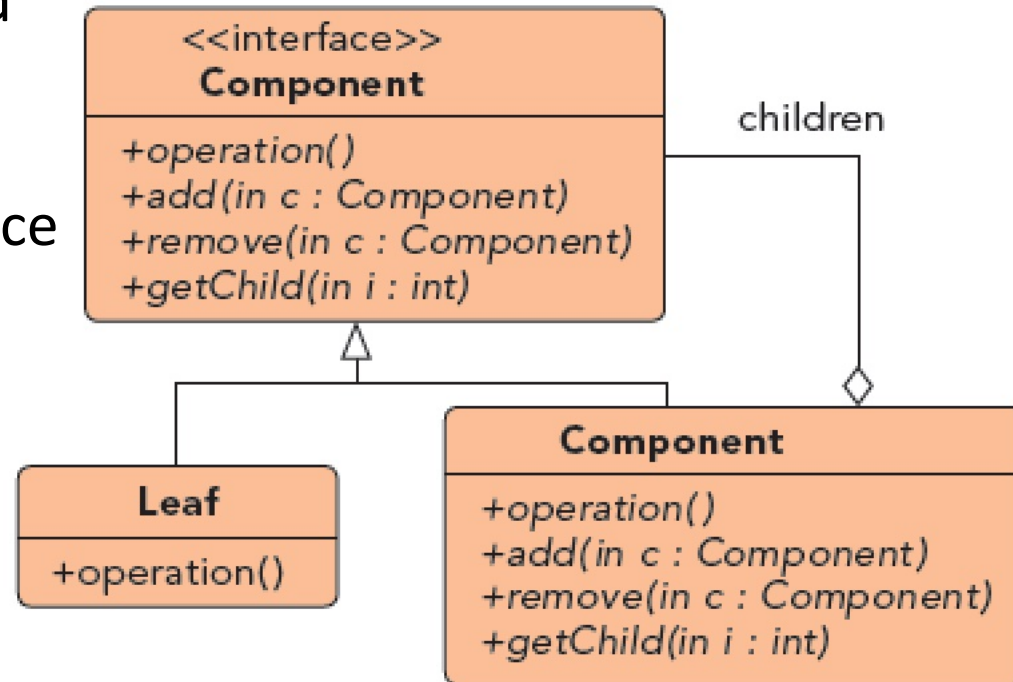 ce
<<interface>>
Component
+operation()
+add(in c : Component)
+remove(in c : Component)
+getChild(in i : int)
children
Leaf
+operation()
Component
+operation()
+add(in c : Component)
+remove(in c : Component)
+getChild(in i : int)